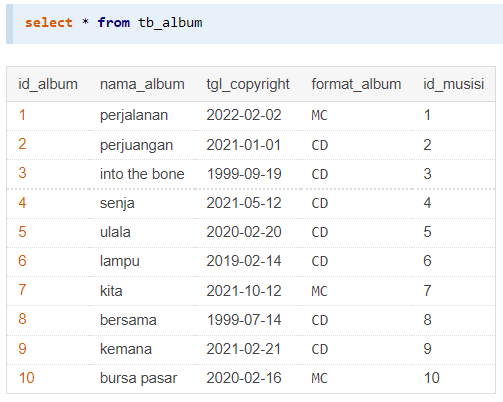 select * from tb_album
id_album nama_album tgl_copyright format_album id_musisi
1 perjalanan 2022-02-02 MC 1
2 perjuangan 2021-01-01 CD 2
3 into the bone 1999-09-19 CD 3
4 senja 2021-05-12 CD 4
5 ulala 2020-02-20 CD 5
6 lampu 2019-02-14 CD 6
7 kita 2021-10-12 MC 7
8 bersama 1999-07-14 CD 8
9 kemana 2021-02-21 CD 9
10 bursa pasar 2020-02-16 MC 10